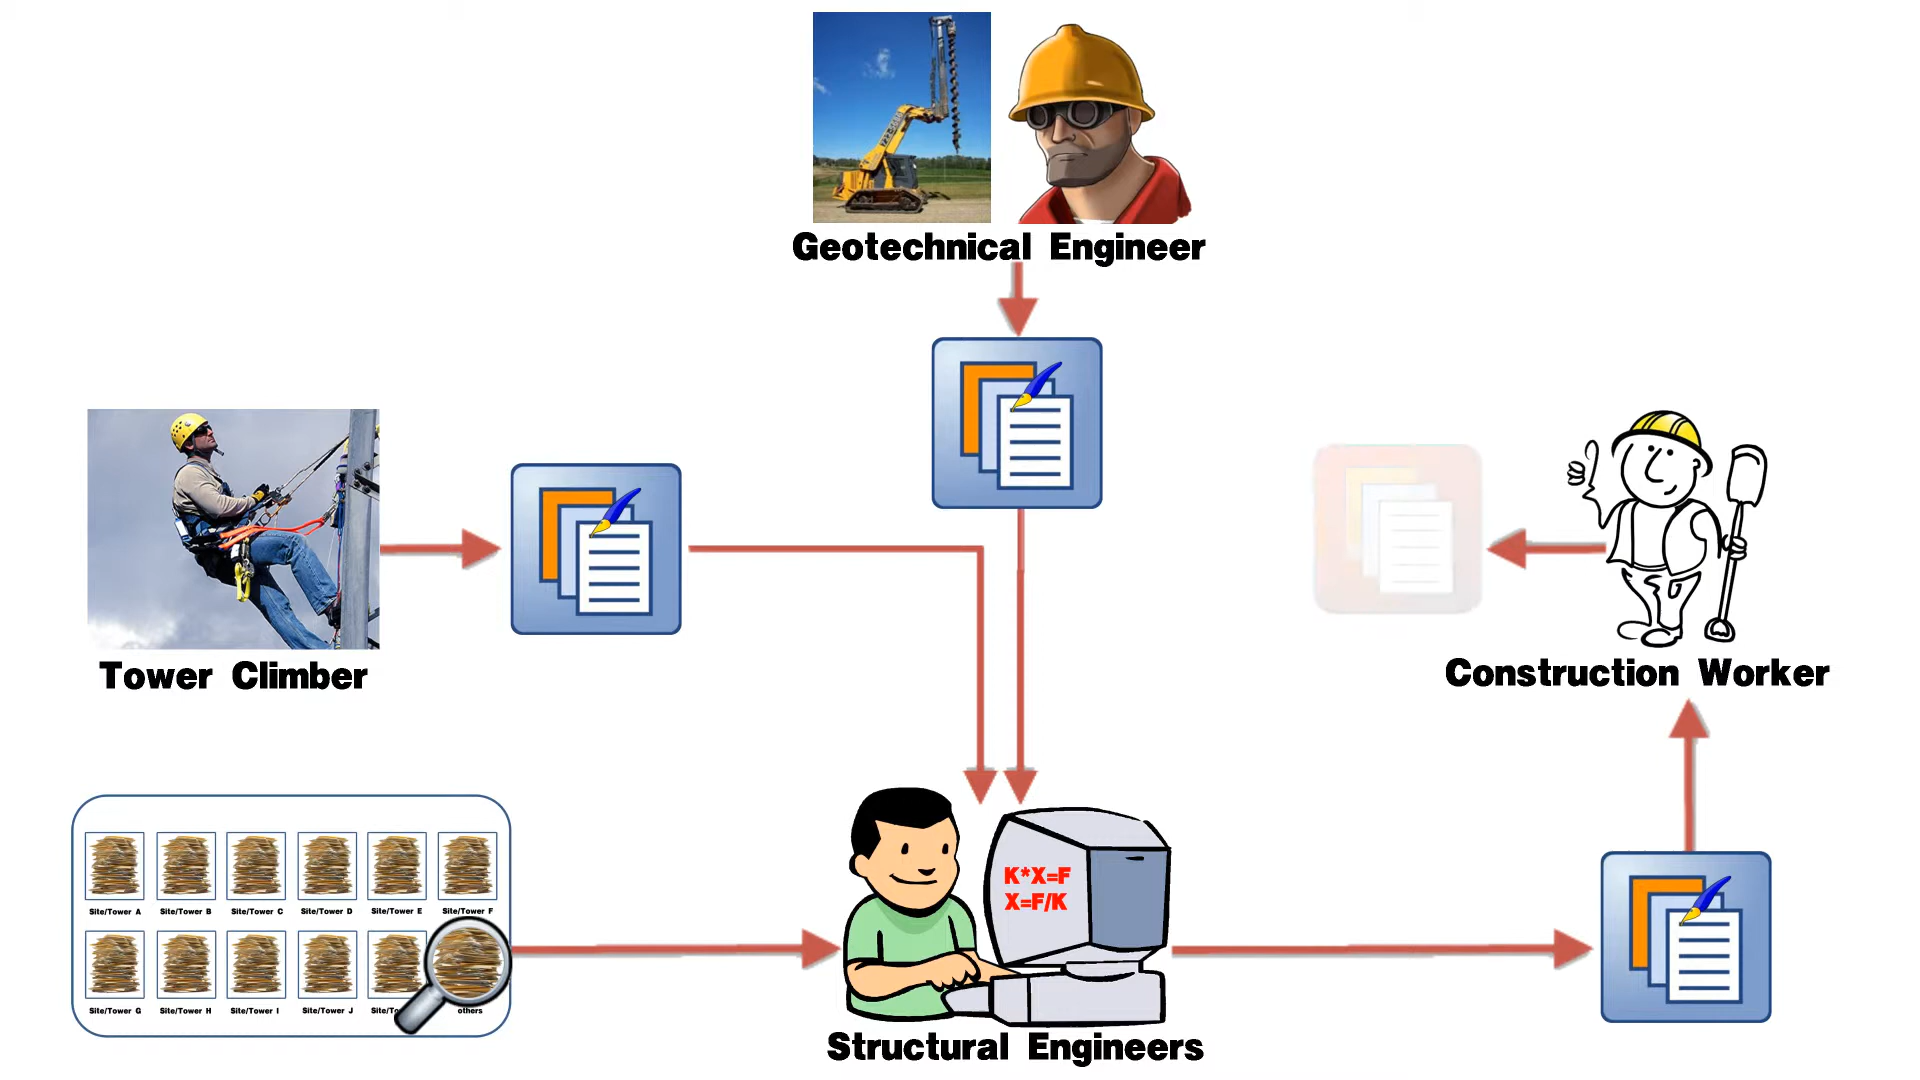 Geotechnical Engineer
Tower Climber
Construction Worker
K*X=F
X=F/K
Site/Tower A
Site/Tower B
Site/Tower C
Site/Tower D
Site/Tower E
Site/Tower F
Site/Tower G
Site/Tower H
Site/Tower I
Site/Tower J
others
Structural Engineers